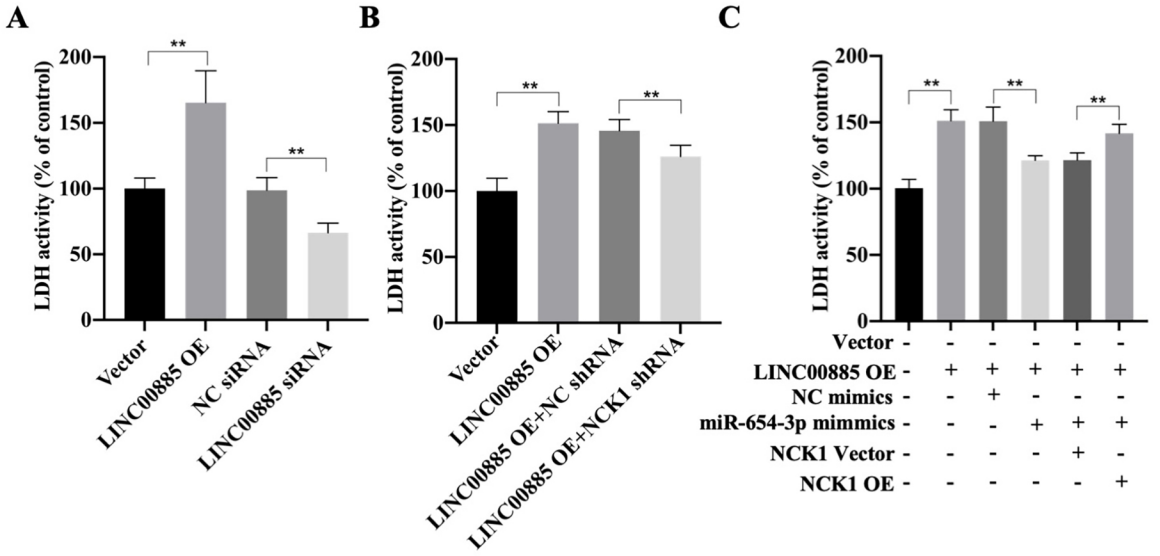 A
LDH activity (% of control)
200
150
100
50
0
**
**
Vector
LINC00885 OE
NC siRNA
LINC00885 siRNA
B
LDH activity (% of control)
200
150
100
50
0
**
**
Vector
LINC00885 OE
LINC00885 OE+NC shRNA
LINC00885 OE+NCK1 shRNA
C
LDH activity (% of control)
200
150
100
50
0
**
**
**
Vector - - - - - -
LINC00885 OE - + + + + +
NC mimics - - + - - -
miR-654-3p mimmics - - - + + +
NCK1 Vector - - - - + -
NCK1 OE - - - - - +